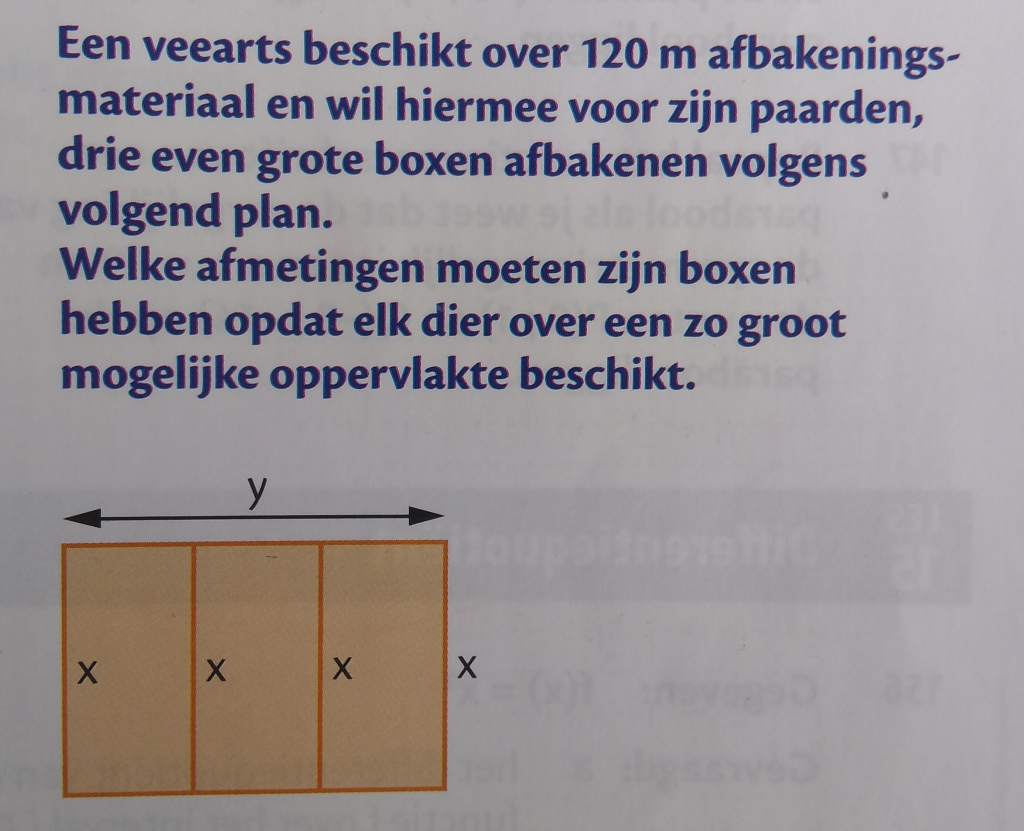 Een veearts beschikt over 120 m afbakenings-
materiaal en wil hiermee voor zijn paarden,
drie even grote boxen afbakenen volgens
volgend plan.
Welke afmetingen moeten zijn boxen
hebben opdat elk dier over een zo groot
mogelijke oppervlakte beschikt.
y
x x x x